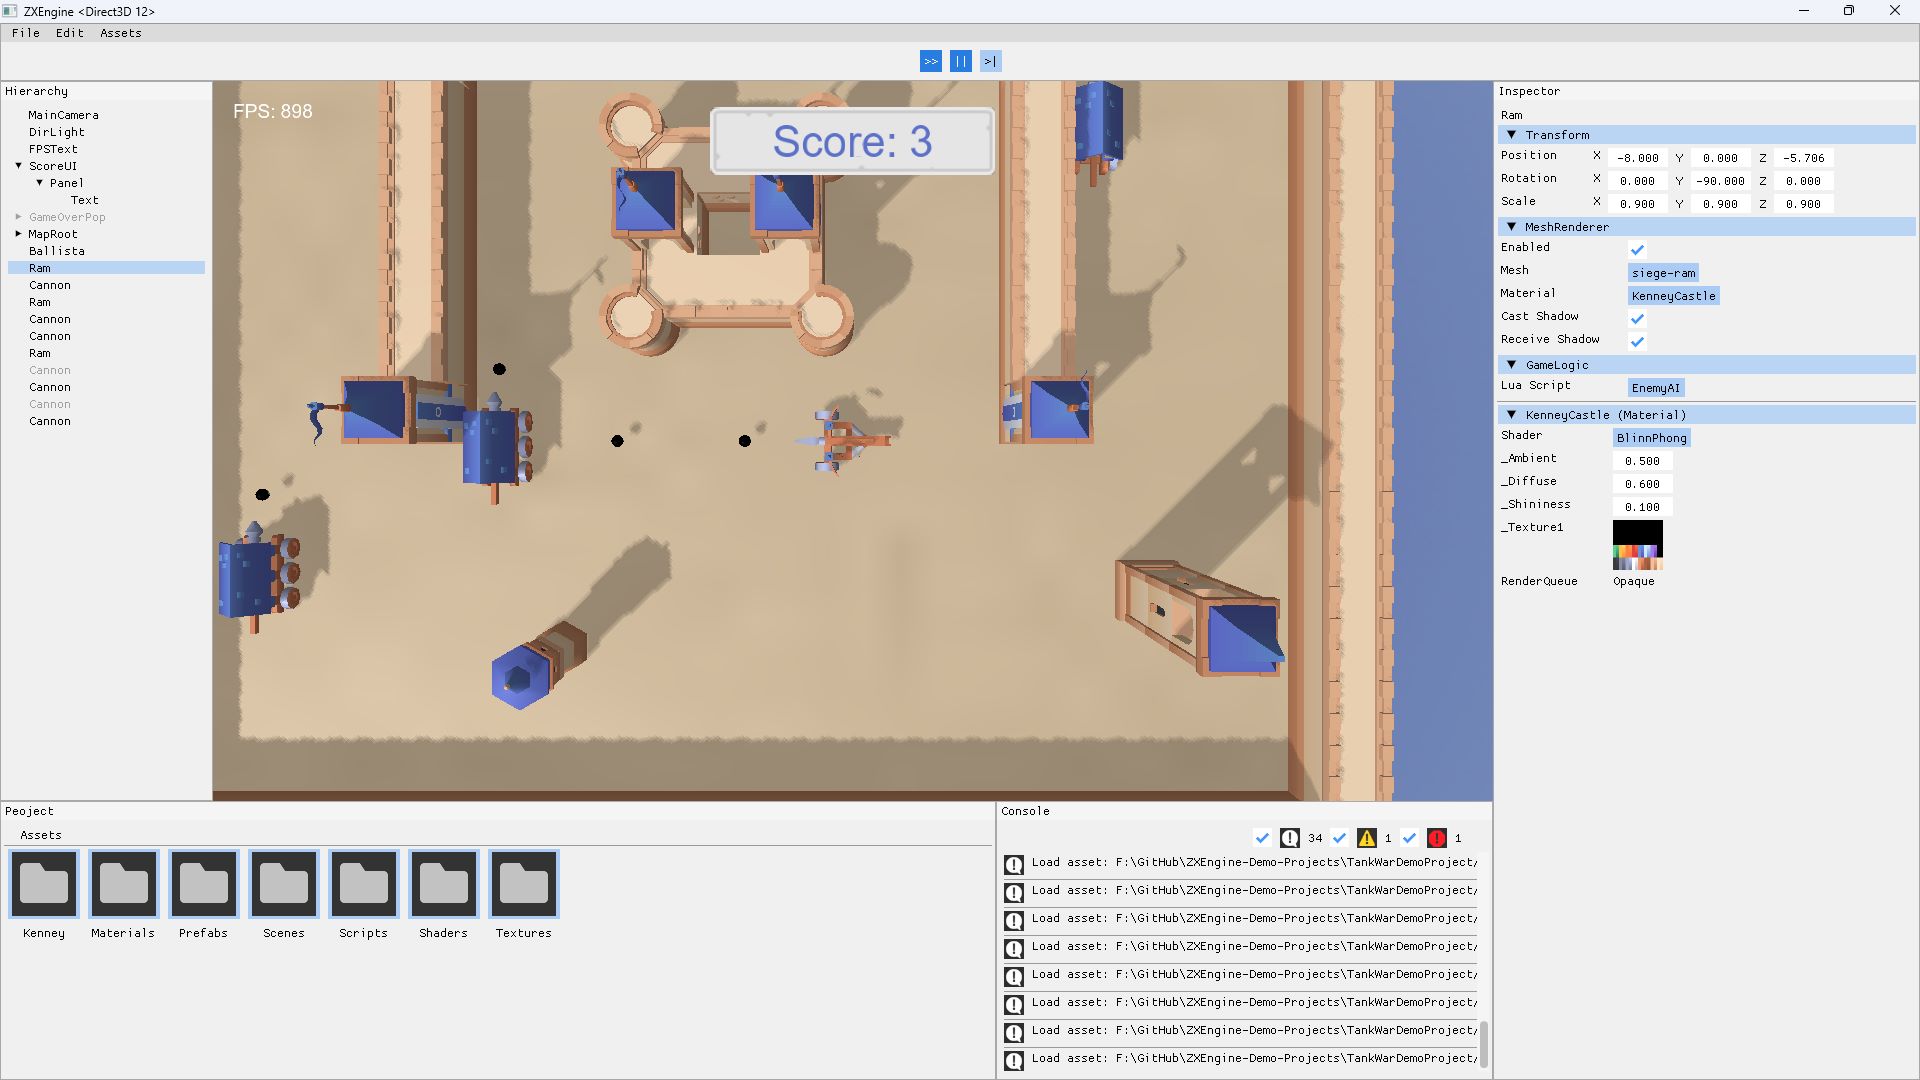 ZXEngine <Direct3D 12>
File Edit Assets
>> || >|
Hierarchy
MainCamera
DirLight
FPSText
ScoreUI
Panel
Text
GameOverPop
MapRoot
Ballista
Ram
Cannon
Ram
Cannon
Cannon
Ram
Cannon
Cannon
Cannon
Cannon
FPS: 898
Score: 3
Inspector
Ram
Transform
Position X -8.000 Y 0.000 Z -5.706
Rotation X 0.000 Y -90.000 Z 0.000
Scale X 0.900 Y 0.900 Z 0.900
MeshRenderer
Enabled
Mesh siege-ram
Material KenneyCastle
Cast Shadow
Receive Shadow
GameLogic
Lua Script EnemyAI
KenneyCastle (Material)
Shader BlinnPhong
_Ambient 0.500
_Diffuse 0.600
_Shininess 0.100
_Texture1
RenderQueue Opaque
Peoject
Assets
Kenney Materials Prefabs Scenes Scripts Shaders Textures
Console
34 1 1
Load asset: F:\GitHub\ZXEngine-Demo-Projects\TankWarDemoProject/
Load asset: F:\GitHub\ZXEngine-Demo-Projects\TankWarDemoProject/
Load asset: F:\GitHub\ZXEngine-Demo-Projects\TankWarDemoProject/
Load asset: F:\GitHub\ZXEngine-Demo-Projects\TankWarDemoProject/
Load asset: F:\GitHub\ZXEngine-Demo-Projects\TankWarDemoProject/
Load asset: F:\GitHub\ZXEngine-Demo-Projects\TankWarDemoProject/
Load asset: F:\GitHub\ZXEngine-Demo-Projects\TankWarDemoProject/
Load asset: F:\GitHub\ZXEngine-Demo-Projects\TankWarDemoProject/